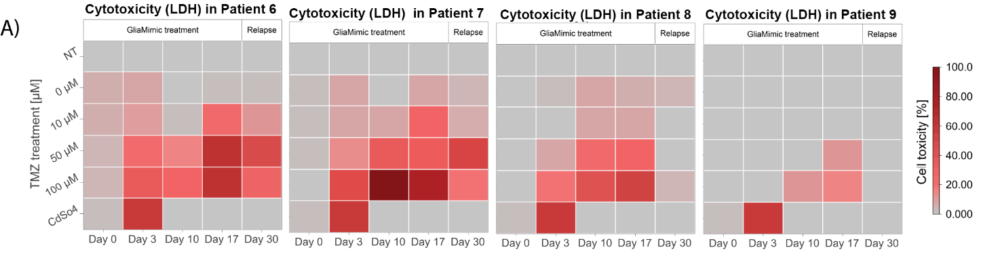 A)
Cytotoxicity (LDH) in Patient 6
GliaMimic treatment
Relapse
TMZ treatment [µM]
NT
0 µM
10 µM
50 µM
100 µM
CdSo4
Day 0
Day 3
Day 10
Day 17
Day 30
Cytotoxicity (LDH) in Patient 7
GliaMimic treatment
Relapse
Day 0
Day 3
Day 10
Day 17
Day 30
Cytotoxicity (LDH) in Patient 8
GliaMimic treatment
Relapse
Day 0
Day 3
Day 10
Day 17
Day 30
Cytotoxicity (LDH) in Patient 9
GliaMimic treatment
Relapse
Day 0
Day 3
Day 10
Day 17
Day 30
Cell toxicity [%]
100.0
80.00
60.00
40.00
20.00
0.000